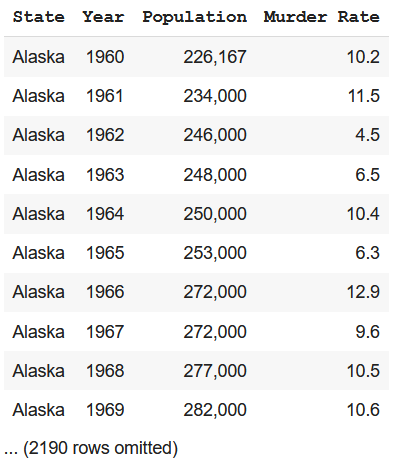 State Year Population Murder Rate
Alaska 1960 226,167 10.2
Alaska 1961 234,000 11.5
Alaska 1962 246,000 4.5
Alaska 1963 248,000 6.5
Alaska 1964 250,000 10.4
Alaska 1965 253,000 6.3
Alaska 1966 272,000 12.9
Alaska 1967 272,000 9.6
Alaska 1968 277,000 10.5
Alaska 1969 282,000 10.6
... (2190 rows omitted)